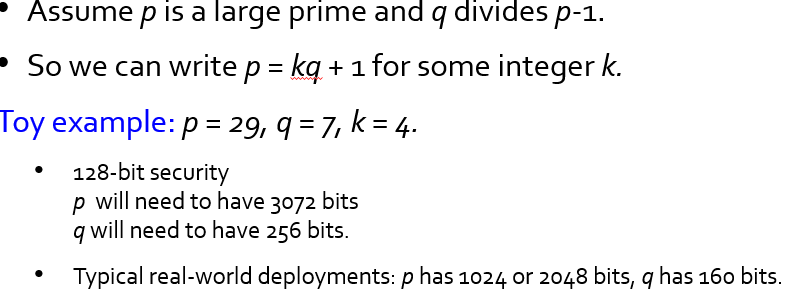 • Assume p is a large prime and q divides p-1.
• So we can write p = kq + 1 for some integer k.
Toy example: p = 29, q = 7, k = 4.
• 128-bit security
p will need to have 3072 bits
q will need to have 256 bits.
• Typical real-world deployments: p has 1024 or 2048 bits, q has 160 bits.